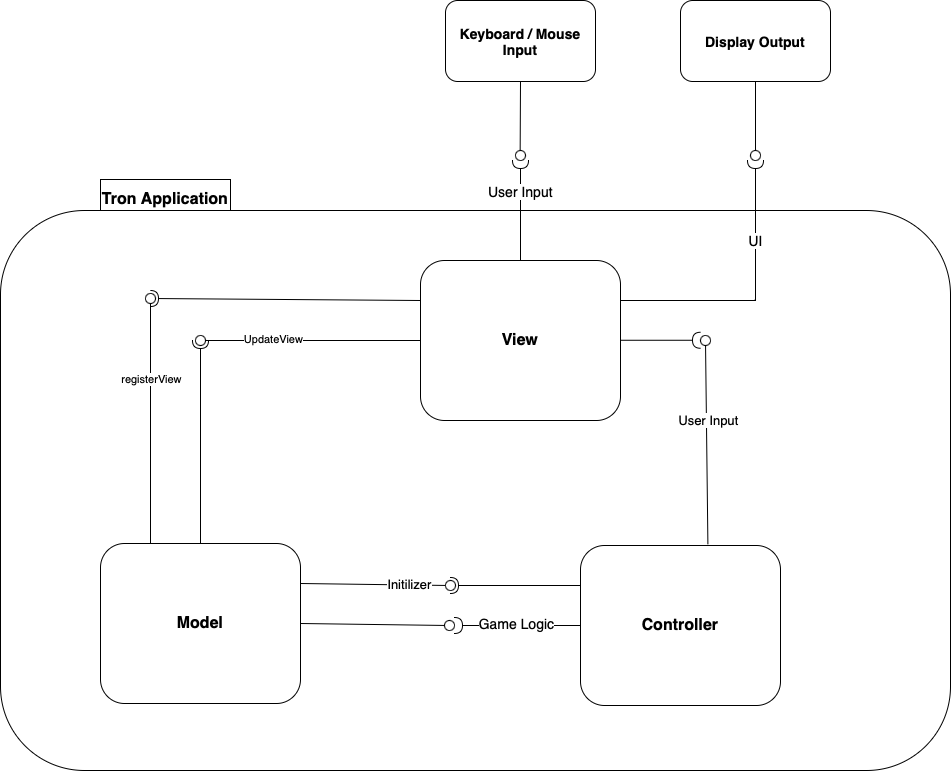 Keyboard / Mouse
Input
Display Output
User Input
Tron Application
UI
View
UpdateView
registerView
User Input
Initilizer
Game Logic
Model
Controller